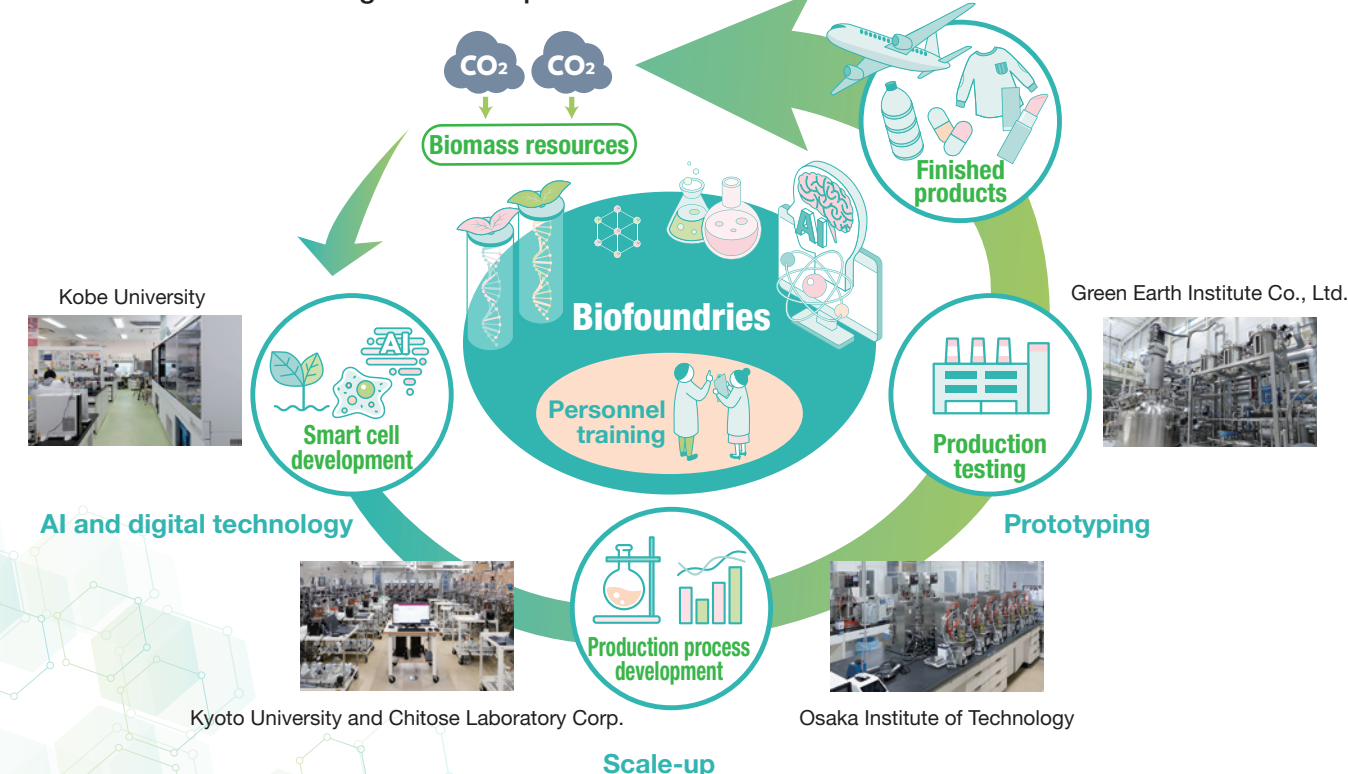 CO2 CO2
Biomass resources
Finished
products
AI
Biofoundries
Personnel
training
Kobe University
AI
Smart cell
development
Green Earth Institute Co., Ltd.
Production
testing
AI and digital technology
Prototyping
Production process
development
Kyoto University and Chitose Laboratory Corp.
Osaka Institute of Technology
Scale-up